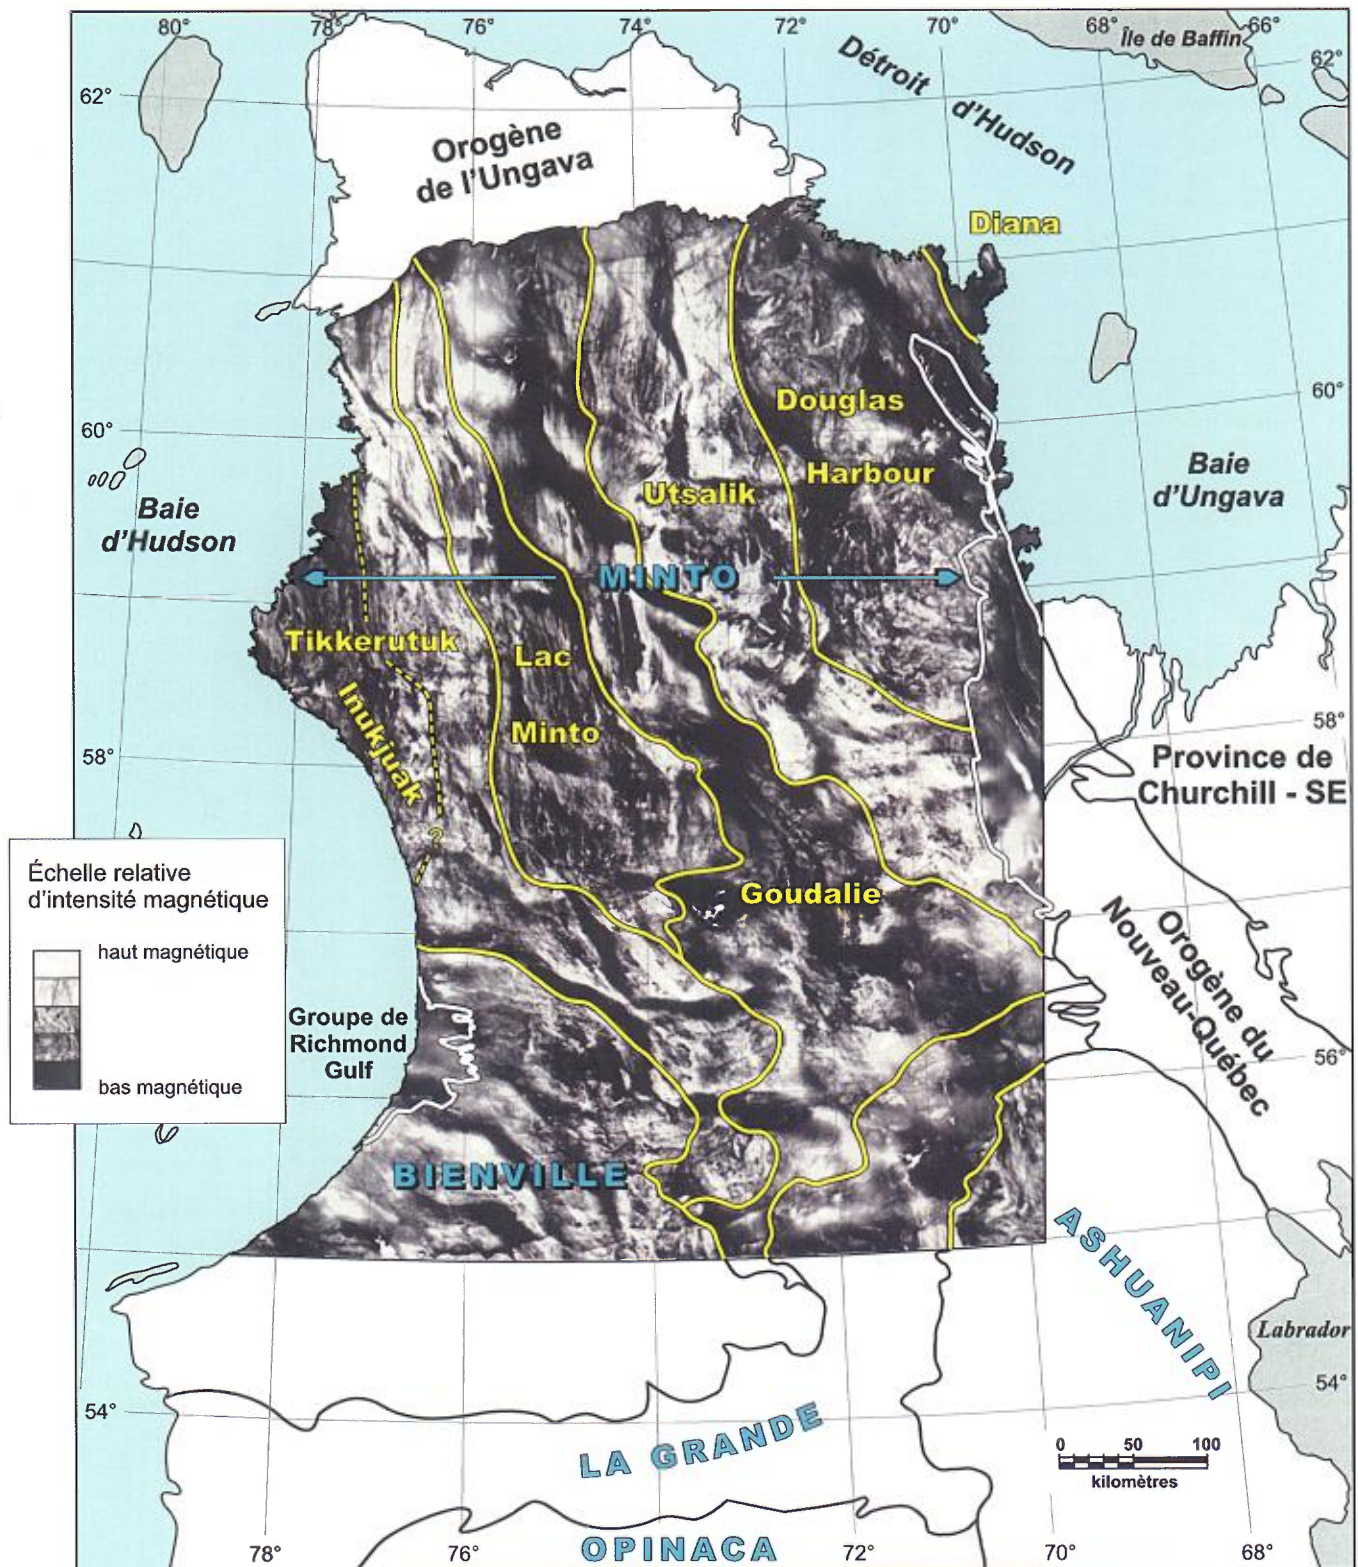 80°
78°
76°
74°
72°
70°
68°
66°
Île de Baffin
62°
62°
Détroit d'Hudson
Orogène
de l'Ungava
Diana
60°
60°
Douglas
Harbour
Utsalik
Baie
d'Hudson
Baie
d'Ungava
MINTO
Tikkerutuk
Lac
Minto
Inukjuak
58°
58°
Province de
Churchill - SE
?
Échelle relative
d'intensité magnétique
haut magnétique
bas magnétique
Goudalie
Orogène du
Nouveau-Québec
Groupe de
Richmond
Gulf
56°
BIENVILLE
ASHUANIPI
Labrador
54°
54°
LA GRANDE
0 50 100
kilomètres
OPINACA
78°
76°
72°
70°
68°